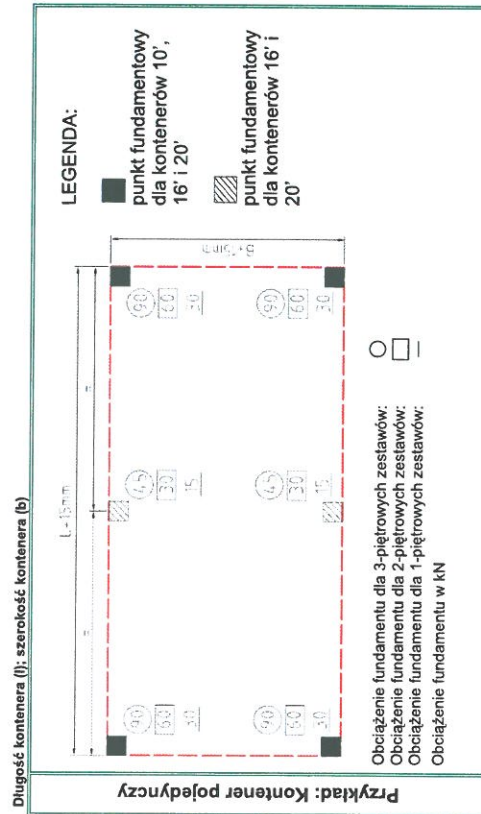 Długość kontenera (l); szerokość kontenera (b)
Przykład: Kontener pojedynczy
L+15mm
= =
90 45 90
60 30 60
30 15 30
B+15mm
90 45 90
60 30 60
30 15 30
LEGENDA:
punkt fundamentowy
dla kontenerów 10',
16' i 20'
punkt fundamentowy
dla kontenerów 16' i
20'
Obciążenie fundamentu dla 3-piętrowych zestawów:
Obciążenie fundamentu dla 2-piętrowych zestawów:
Obciążenie fundamentu dla 1-piętrowych zestawów:
Obciążenie fundamentu w kN